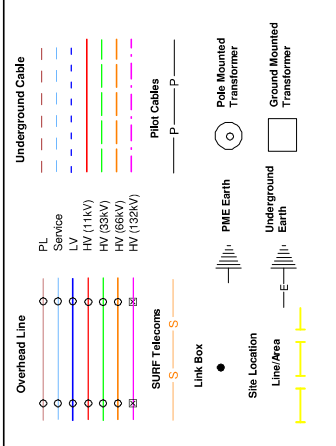 Overhead Line
Underground Cable
PL
Service
LV
HV (11kV)
HV (33kV)
HV (66kV)
HV (132kV)
SURF Telecoms
S S
Pilot Cables
P P
Link Box
PME Earth
Pole Mounted
Transformer
Site Location
Line/Area
E
Underground
Earth
Ground Mounted
Transformer